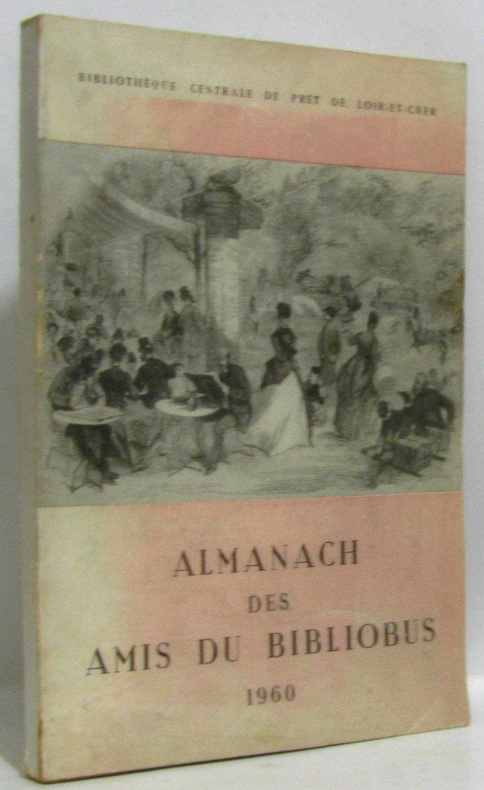 BIBLIOTHÈQUE CENTRALE DE PRÊT DE LOIR-ET-CHER
ALMANACH
DES
AMIS DU BIBLIOBUS
1960